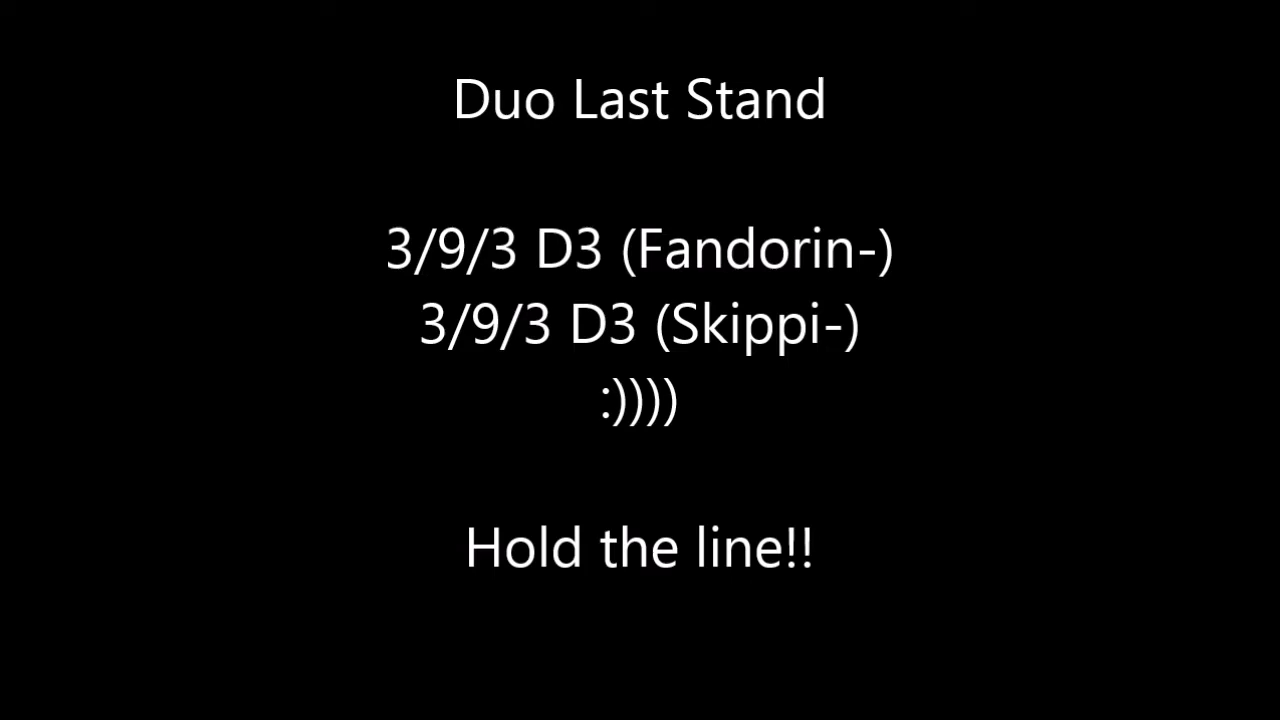 Duo Last Stand
3/9/3 D3 (Fandorin-)
3/9/3 D3 (Skippi-)
:))))
Hold the line!!